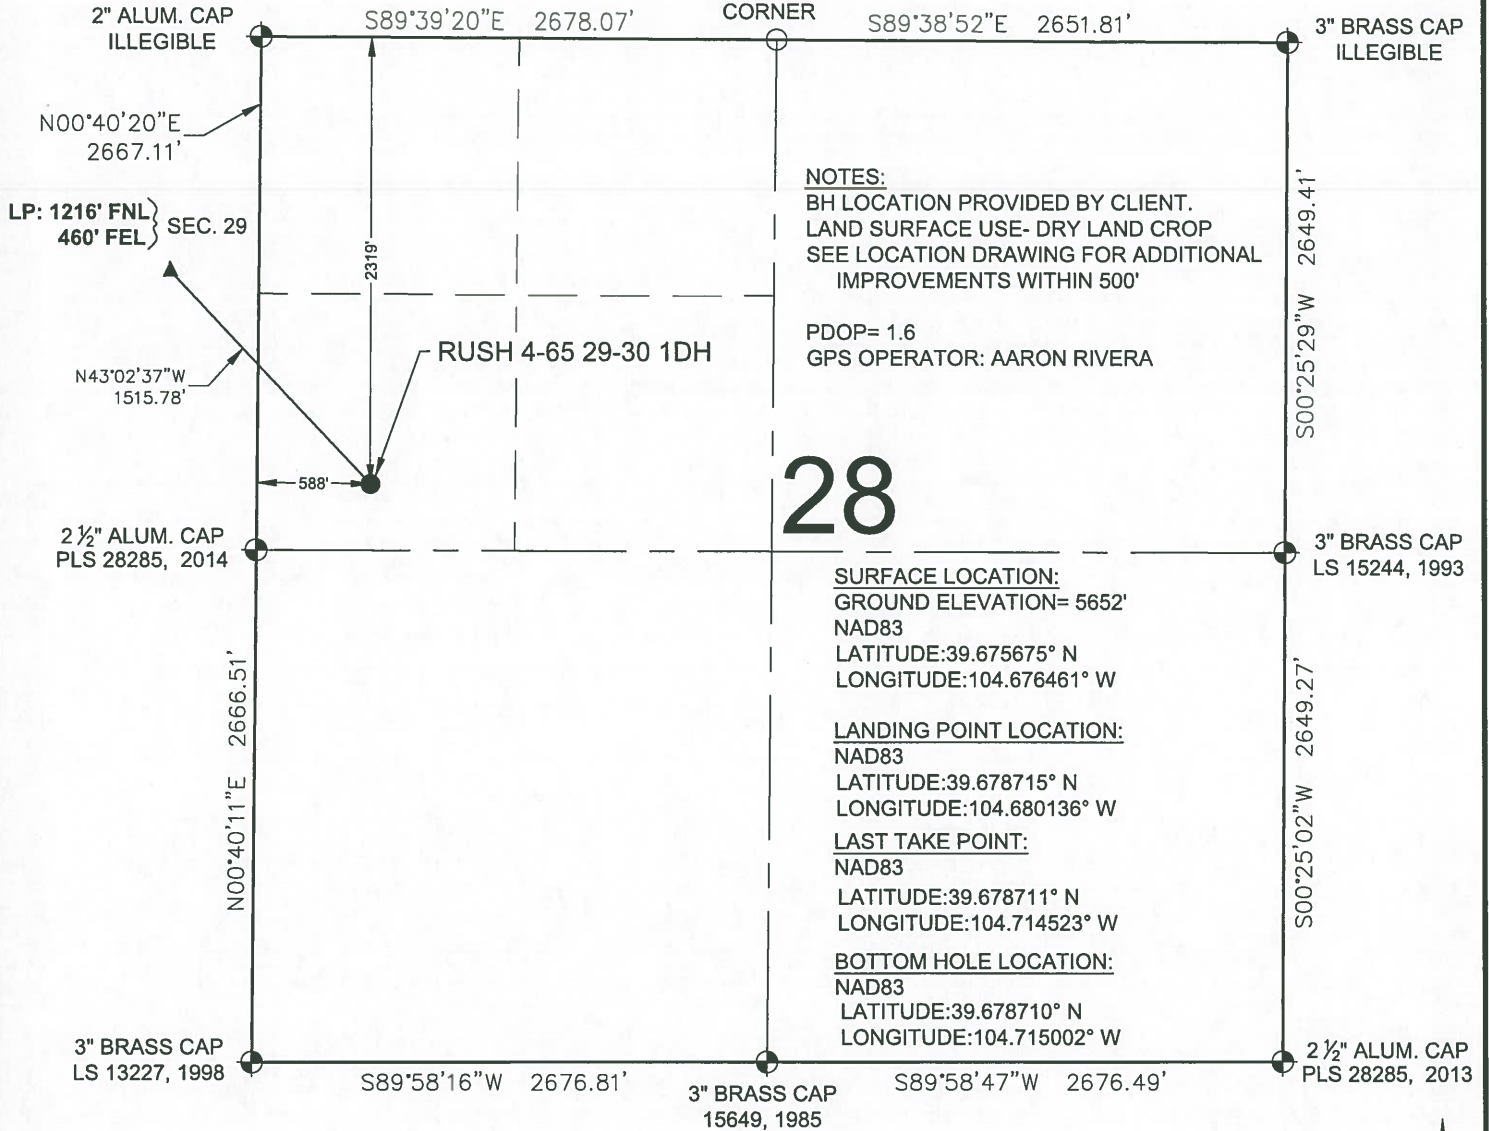 2" ALUM. CAP
ILLEGIBLE
S89°39'20"E 2678.07'
CORNER
S89°38'52"E 2651.81'
3" BRASS CAP
ILLEGIBLE
N00°40'20"E
2667.11'
LP: 1216' FNL
460' FEL
SEC. 29
2319'
NOTES:
BH LOCATION PROVIDED BY CLIENT.
LAND SURFACE USE- DRY LAND CROP
SEE LOCATION DRAWING FOR ADDITIONAL
IMPROVEMENTS WITHIN 500'
PDOP= 1.6
GPS OPERATOR: AARON RIVERA
S00°25'29"W 2649.41'
RUSH 4-65 29-30 1DH
N43°02'37"W
1515.78'
588'
28
2 ½" ALUM. CAP
PLS 28285, 2014
3" BRASS CAP
LS 15244, 1993
SURFACE LOCATION:
GROUND ELEVATION= 5652'
NAD83
LATITUDE:39.675675° N
LONGITUDE:104.676461° W
LANDING POINT LOCATION:
NAD83
LATITUDE:39.678715° N
LONGITUDE:104.680136° W
LAST TAKE POINT:
NAD83
LATITUDE:39.678711° N
LONGITUDE:104.714523° W
BOTTOM HOLE LOCATION:
NAD83
LATITUDE:39.678710° N
LONGITUDE:104.715002° W
N00°40'11"E 2666.51'
S00°25'02"W 2649.27'
3" BRASS CAP
LS 13227, 1998
S89°58'16"W 2676.81'
3" BRASS CAP
15649, 1985
S89°58'47"W 2676.49'
2 ½" ALUM. CAP
PLS 28285, 2013